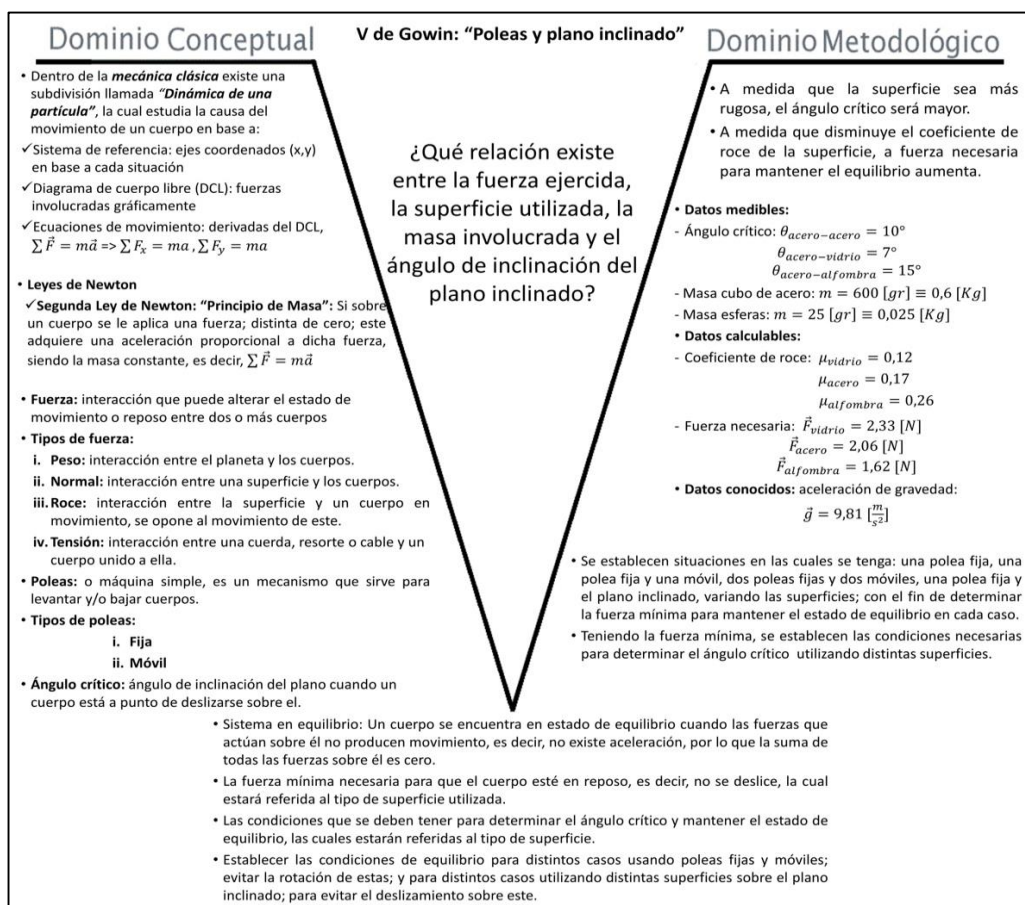 V de Gowin: “Poleas y plano inclinado”
Dominio Conceptual
• Dentro de la mecánica clásica existe una
subdivisión llamada “Dinámica de una
partícula”, la cual estudia la causa del
movimiento de un cuerpo en base a:
✓Sistema de referencia: ejes coordenados (x,y)
en base a cada situación
✓Diagrama de cuerpo libre (DCL): fuerzas
involucradas gráficamente
✓Ecuaciones de movimiento: derivadas del DCL,
∑ F⃗ = ma⃗ => ∑ Fₓ = ma , ∑ F_y = ma
• Leyes de Newton
✓Segunda Ley de Newton: “Principio de Masa”: Si sobre
un cuerpo se le aplica una fuerza; distinta de cero; este
adquiere una aceleración proporcional a dicha fuerza,
siendo la masa constante, es decir, ∑ F⃗ = ma⃗
• Fuerza: interacción que puede alterar el estado de
movimiento o reposo entre dos o más cuerpos
• Tipos de fuerza:
i. Peso: interacción entre el planeta y los cuerpos.
ii. Normal: interacción entre una superficie y los cuerpos.
iii. Roce: interacción entre la superficie y un cuerpo en
movimiento, se opone al movimiento de este.
iv. Tensión: interacción entre una cuerda, resorte o cable y un
cuerpo unido a ella.
• Poleas: o máquina simple, es un mecanismo que sirve para
levantar y/o bajar cuerpos.
• Tipos de poleas:
i. Fija
ii. Móvil
• Ángulo crítico: ángulo de inclinación del plano cuando un
cuerpo está a punto de deslizarse sobre el.
¿Qué relación existe
entre la fuerza ejercida,
la superficie utilizada, la
masa involucrada y el
ángulo de inclinación del
plano inclinado?
Dominio Metodológico
• A medida que la superficie sea más
rugosa, el ángulo crítico será mayor.
• A medida que disminuye el coeficiente de
roce de la superficie, a fuerza necesaria
para mantener el equilibrio aumenta.
• Datos medibles:
- Ángulo crítico: θ_acero−acero = 10°
θ_acero−vidrio = 7°
θ_acero−alfombra = 15°
- Masa cubo de acero: m = 600 [gr] ≡ 0,6 [Kg]
- Masa esferas: m = 25 [gr] ≡ 0,025 [Kg]
• Datos calculables:
- Coeficiente de roce: μ_vidrio = 0,12
μ_acero = 0,17
μ_alfombra = 0,26
- Fuerza necesaria: F⃗_vidrio = 2,33 [N]
F⃗_acero = 2,06 [N]
F⃗_alfombra = 1,62 [N]
• Datos conocidos: aceleración de gravedad:
g⃗ = 9,81 [m/s²]
• Se establecen situaciones en las cuales se tenga: una polea fija, una
polea fija y una móvil, dos poleas fijas y dos móviles, una polea fija y
el plano inclinado, variando las superficies; con el fin de determinar
la fuerza mínima para mantener el estado de equilibrio en cada caso.
• Teniendo la fuerza mínima, se establecen las condiciones necesarias
para determinar el ángulo crítico utilizando distintas superficies.
• Sistema en equilibrio: Un cuerpo se encuentra en estado de equilibrio cuando las fuerzas que
actúan sobre él no producen movimiento, es decir, no existe aceleración, por lo que la suma de
todas las fuerzas sobre él es cero.
• La fuerza mínima necesaria para que el cuerpo esté en reposo, es decir, no se deslice, la cual
estará referida al tipo de superficie utilizada.
• Las condiciones que se deben tener para determinar el ángulo crítico y mantener el estado de
equilibrio, las cuales estarán referidas al tipo de superficie.
• Establecer las condiciones de equilibrio para distintos casos usando poleas fijas y móviles;
evitar la rotación de estas; y para distintos casos utilizando distintas superficies sobre el plano
inclinado; para evitar el deslizamiento sobre este.